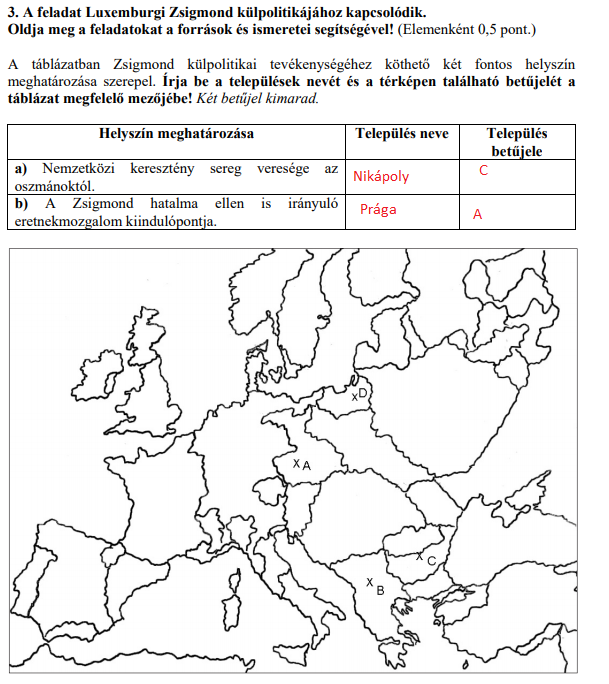 3. A feladat Luxemburgi Zsigmond külpolitikájához kapcsolódik.
Oldja meg a feladatokat a források és ismeretei segítségével! (Elemenként 0,5 pont.)
A táblázatban Zsigmond külpolitikai tevékenységéhez köthető két fontos helyszín
meghatározása szerepel. Írja be a települések nevét és a térképen található betűjelét a
táblázat megfelelő mezőjébe! Két betűjel kimarad.
Helyszín meghatározása Település neve Település
betűjele
a) Nemzetközi keresztény sereg veresége az
oszmánoktól.
Nikápoly
C
b) A Zsigmond hatalma ellen is irányuló
eretnekmozgalom kiindulópontja.
Prága
A
x D
x A
x C
x B